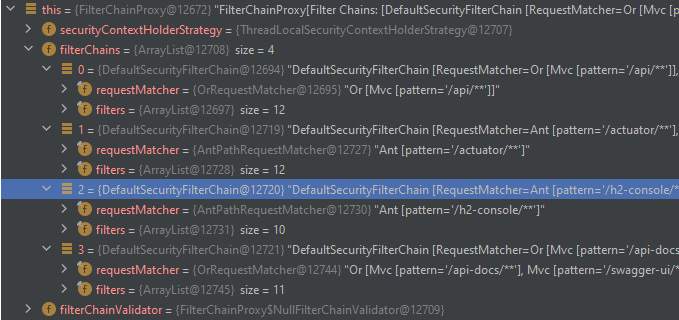 this = {FilterChainProxy@12672} "FilterChainProxy[Filter Chains: [DefaultSecurityFilterChain [RequestMatcher=Or [Mvc [p
securityContextHolderStrategy = {ThreadLocalSecurityContextHolderStrategy@12707}
filterChains = {ArrayList@12708} size = 4
0 = {DefaultSecurityFilterChain@12694} "DefaultSecurityFilterChain [RequestMatcher=Or [Mvc [pattern='/api/**']],
requestMatcher = {OrRequestMatcher@12695} "Or [Mvc [pattern='/api/**']]"
filters = {ArrayList@12697} size = 12
1 = {DefaultSecurityFilterChain@12719} "DefaultSecurityFilterChain [RequestMatcher=Ant [pattern='/actuator/**'],
requestMatcher = {AntPathRequestMatcher@12727} "Ant [pattern='/actuator/**']"
filters = {ArrayList@12728} size = 12
2 = {DefaultSecurityFilterChain@12720} "DefaultSecurityFilterChain [RequestMatcher=Ant [pattern='/h2-console/*
requestMatcher = {AntPathRequestMatcher@12730} "Ant [pattern='/h2-console/**']"
filters = {ArrayList@12731} size = 10
3 = {DefaultSecurityFilterChain@12721} "DefaultSecurityFilterChain [RequestMatcher=Or [Mvc [pattern='/api-docs
requestMatcher = {OrRequestMatcher@12744} "Or [Mvc [pattern='/api-docs/**'], Mvc [pattern='/swagger-ui/*
filters = {ArrayList@12745} size = 11
filterChainValidator = {FilterChainProxy$NullFilterChainValidator@12709}